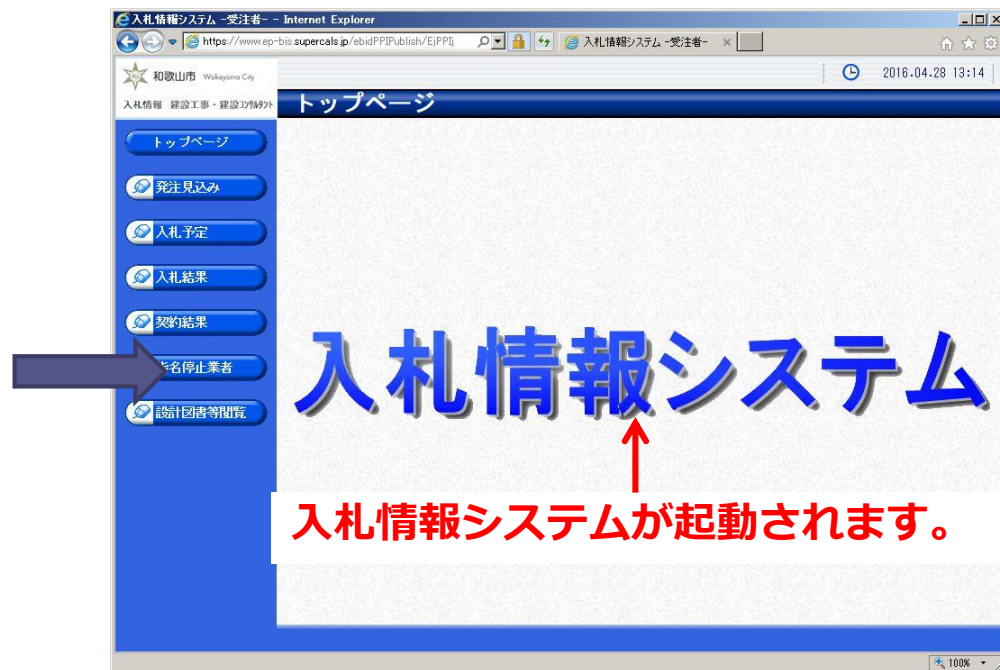 入札情報システム -受注者- - Internet Explorer
https://www.ep-bis.supercals.jp/ebidPPIPublish/EjPPIj
入札情報システム -受注者-
和歌山市 Wakayama City
2016.04.28 13:14
入札情報 建設工事・建設コンサルタント
トップページ
トップページ
発注見込み
入札予定
入札結果
契約結果
名停止業者
設計図書等閲覧
入札情報システム
入札情報システムが起動されます。
100%